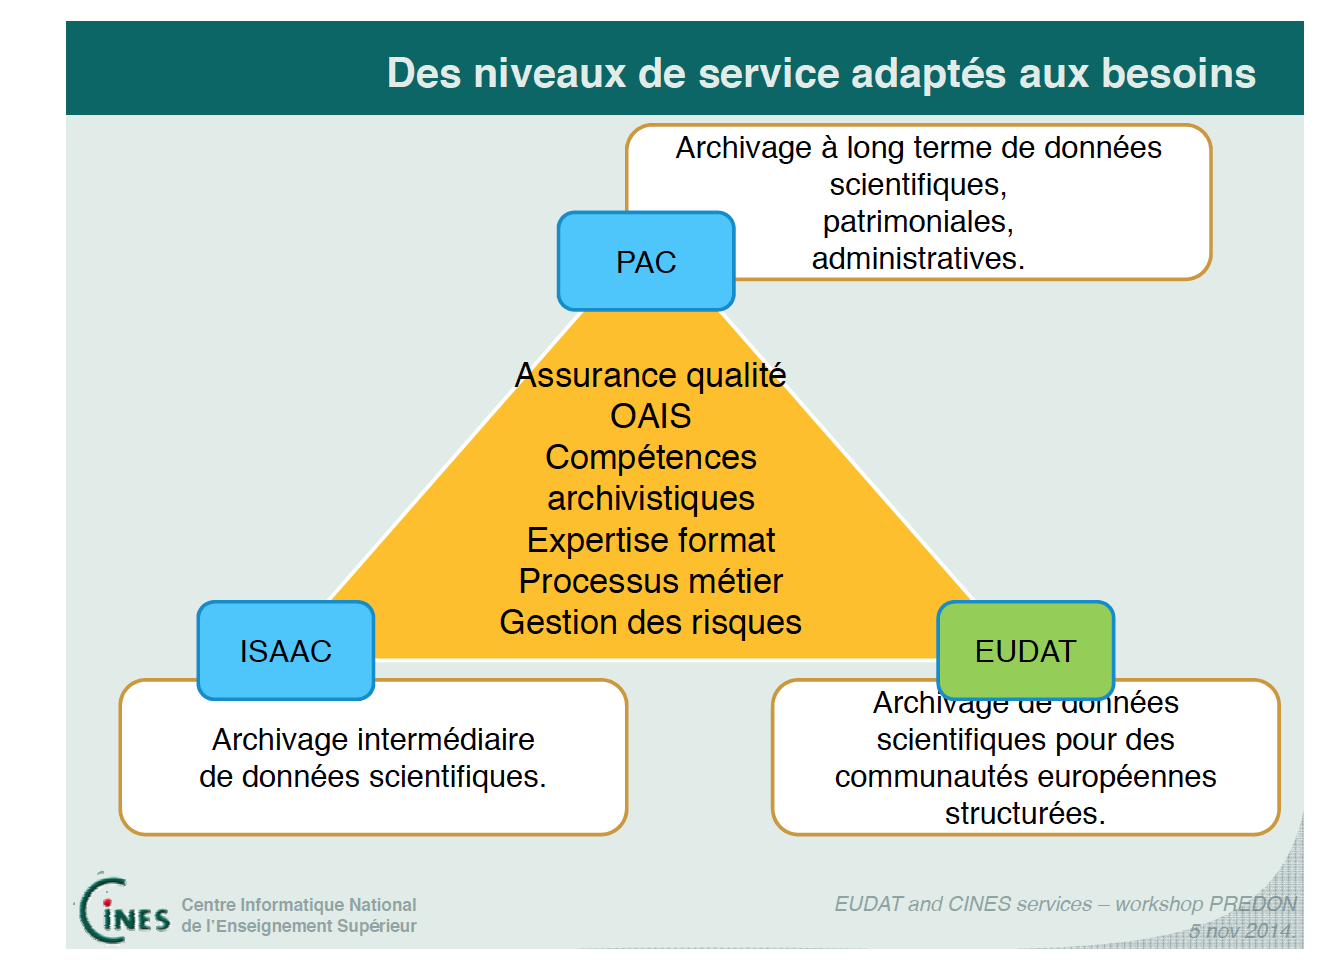 Des niveaux de service adaptés aux besoins
Archivage à long terme de données
scientifiques,
patrimoniales,
administratives.
PAC
Assurance qualité
OAIS
Compétences
archivistiques
Expertise format
Processus métier
Gestion des risques
ISAAC
EUDAT
Archivage intermédiaire
de données scientifiques.
Archivage de données
scientifiques pour des
communautés européennes
structurées.
CINES
Centre Informatique National
de l'Enseignement Supérieur
EUDAT and CINES services – workshop PREDON
5 nov 2014.